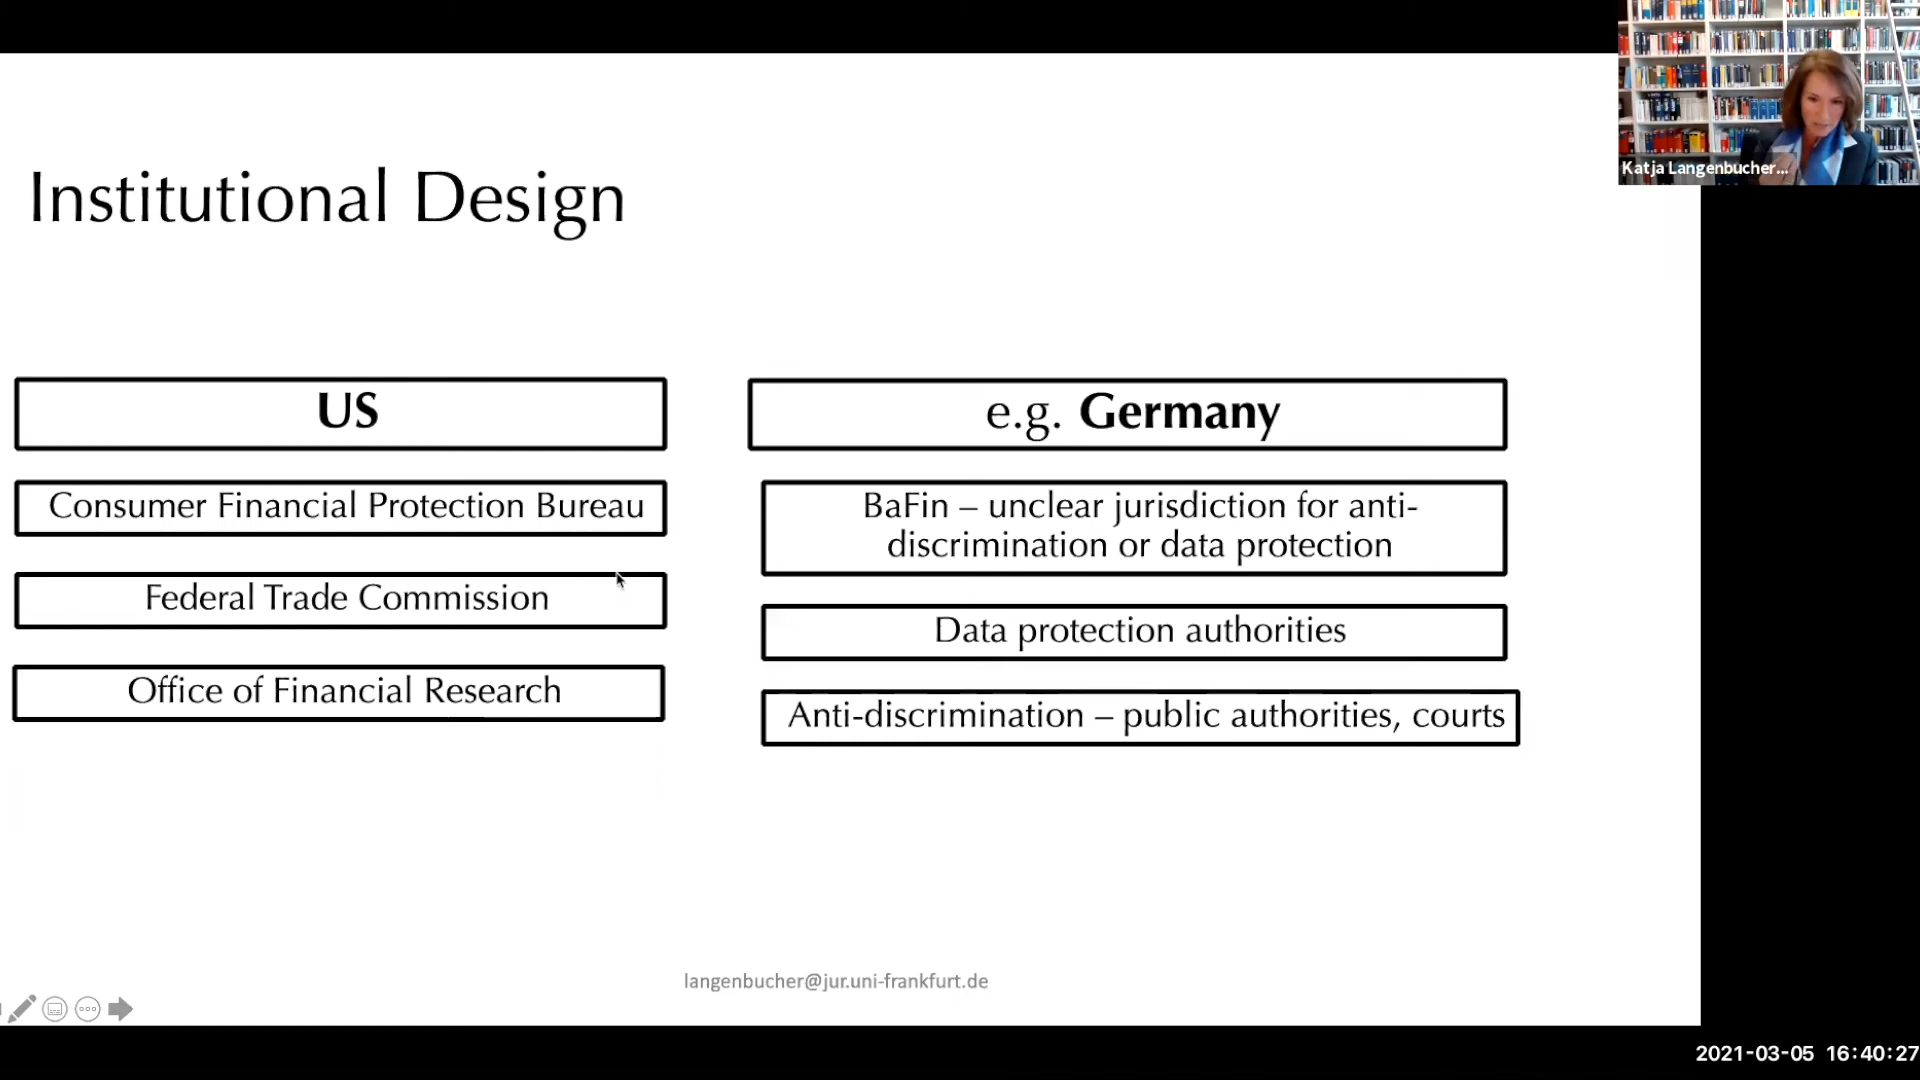 Katja Langenbucher...
Institutional Design
US
Consumer Financial Protection Bureau
Federal Trade Commission
Office of Financial Research
e.g. Germany
BaFin – unclear jurisdiction for anti-
discrimination or data protection
Data protection authorities
Anti-discrimination – public authorities, courts
langenbucher@jur.uni-frankfurt.de
2021-03-05 16:40:27